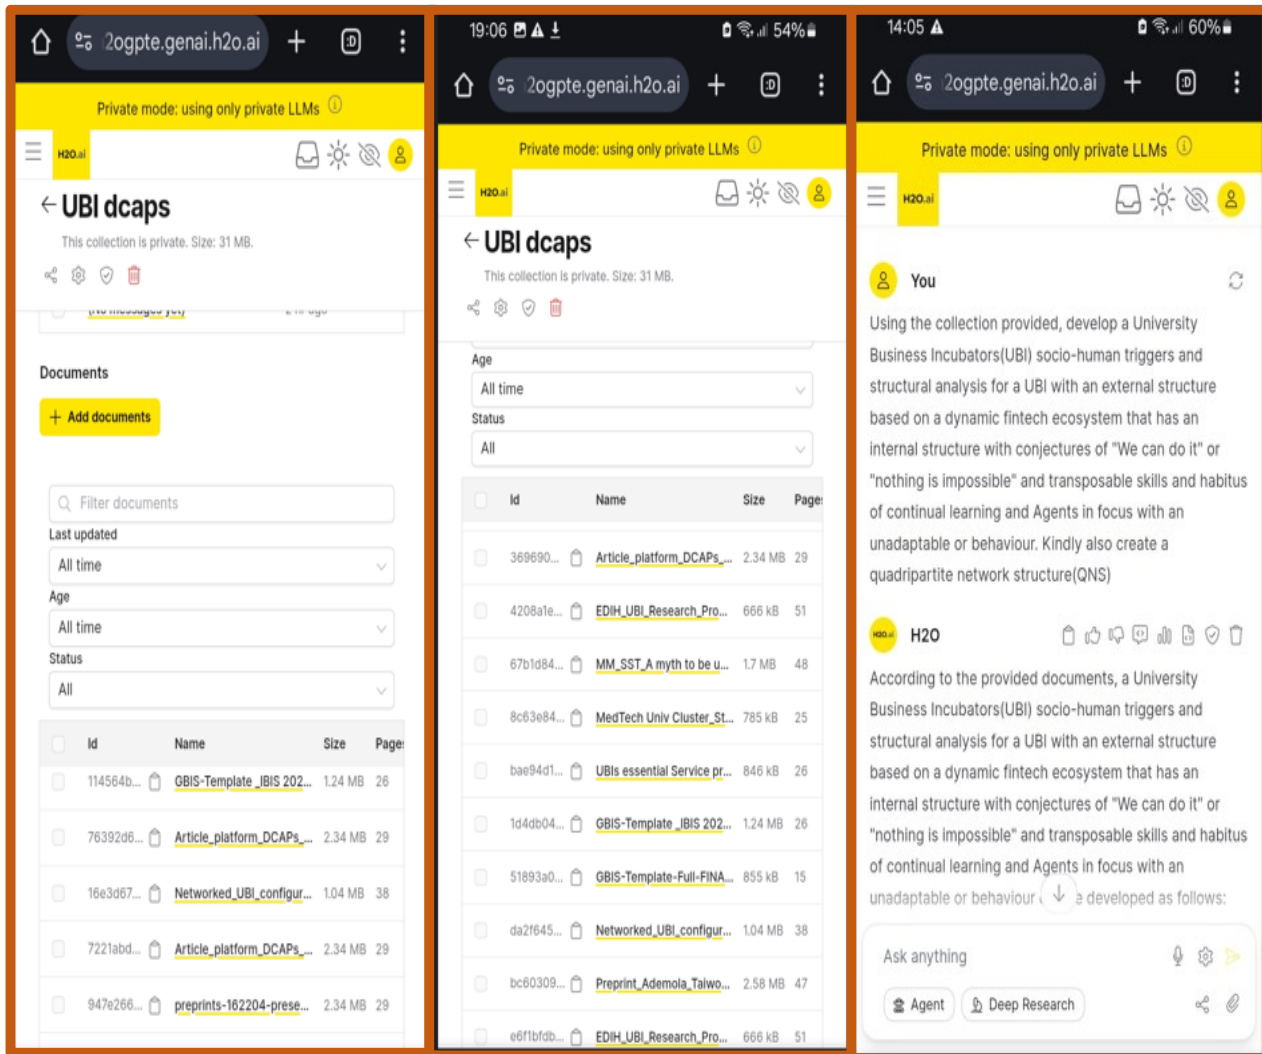 2ogpte.genai.h2o.ai
:D
Private mode: using only private LLMs
H2O.ai
UBI dcaps
This collection is private. Size: 31 MB.
(No messages yet)
Documents
+ Add documents
Filter documents
Last updated
All time
Age
All time
Status
All
Id Name Size Pages
114564b... GBIS-Template _IBIS 202... 1.24 MB 26
76392d6... Article_platform_DCAPs_... 2.34 MB 29
16e3d67... Networked_UBI_configur... 1.04 MB 38
7221abd... Article_platform_DCAPs_... 2.34 MB 29
947e266... preprints-162204-prese... 2.34 MB 29
19:06 54%
2ogpte.genai.h2o.ai
:D
Private mode: using only private LLMs
H2O.ai
UBI dcaps
This collection is private. Size: 31 MB.
Age
All time
Status
All
Id Name Size Pages
369690... Article_platform_DCAPs_... 2.34 MB 29
4208a1e... EDIH_UBI_Research_Pro... 666 kB 51
67b1d84... MM_SST_A myth to be u... 1.7 MB 48
8c63e84... MedTech Univ Cluster_St... 785 kB 25
bae94d1... UBIs essential Service pr... 846 kB 26
1d4db04... GBIS-Template _IBIS 202... 1.24 MB 26
51893a0... GBIS-Template-Full-FINA... 855 kB 15
da2f645... Networked_UBI_configur... 1.04 MB 38
bc60309... Preprint_Ademola_Taiwo... 2.58 MB 47
e6f1bfdb... EDIH_UBI_Research_Pro... 666 kB 51
14:05 60%
2ogpte.genai.h2o.ai
:D
Private mode: using only private LLMs
H2O.ai
You
Using the collection provided, develop a University
Business Incubators(UBI) socio-human triggers and
structural analysis for a UBI with an external structure
based on a dynamic fintech ecosystem that has an
internal structure with conjectures of "We can do it" or
"nothing is impossible" and transposable skills and habitus
of continual learning and Agents in focus with an
unadaptable or behaviour. Kindly also create a
quadripartite network structure(QNS)
H2O.ai H2O
According to the provided documents, a University
Business Incubators(UBI) socio-human triggers and
structural analysis for a UBI with an external structure
based on a dynamic fintech ecosystem that has an
internal structure with conjectures of "We can do it" or
"nothing is impossible" and transposable skills and habitus
of continual learning and Agents in focus with an
unadaptable or behaviour developed as follows:
Ask anything
Agent Deep Research